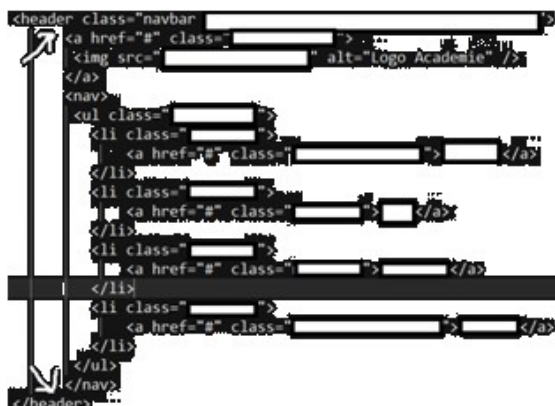 <header class="navbar ">
<a href="#" class="">
<img src="" alt="Logo Academie" />
</a>
<nav>
<ul class="">
<li class="">
<a href="#" class=""></a>
</li>
<li class="">
<a href="#" class=""></a>
</li>
<li class="">
<a href="#" class=""></a>
</li>
<li class="">
<a href="#" class=""></a>
</li>
</ul>
</nav>
</header>